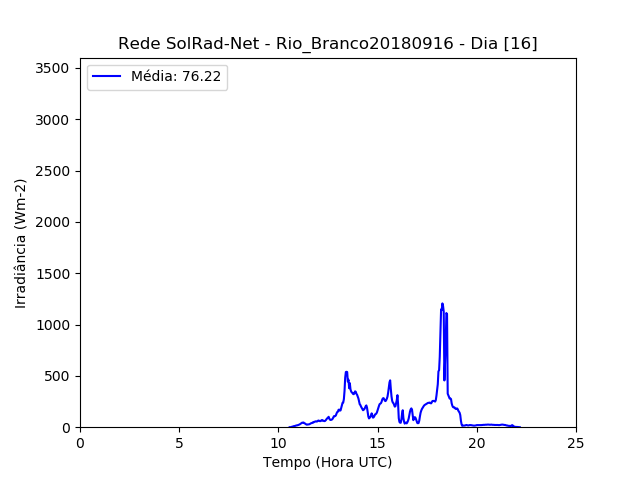 Rede SolRad-Net - Rio_Branco20180916 - Dia [16]
Média: 76.22
3500
3000
2500
2000
1500
1000
500
0
Irradiância (Wm-2)
0 5 10 15 20 25
Tempo (Hora UTC)